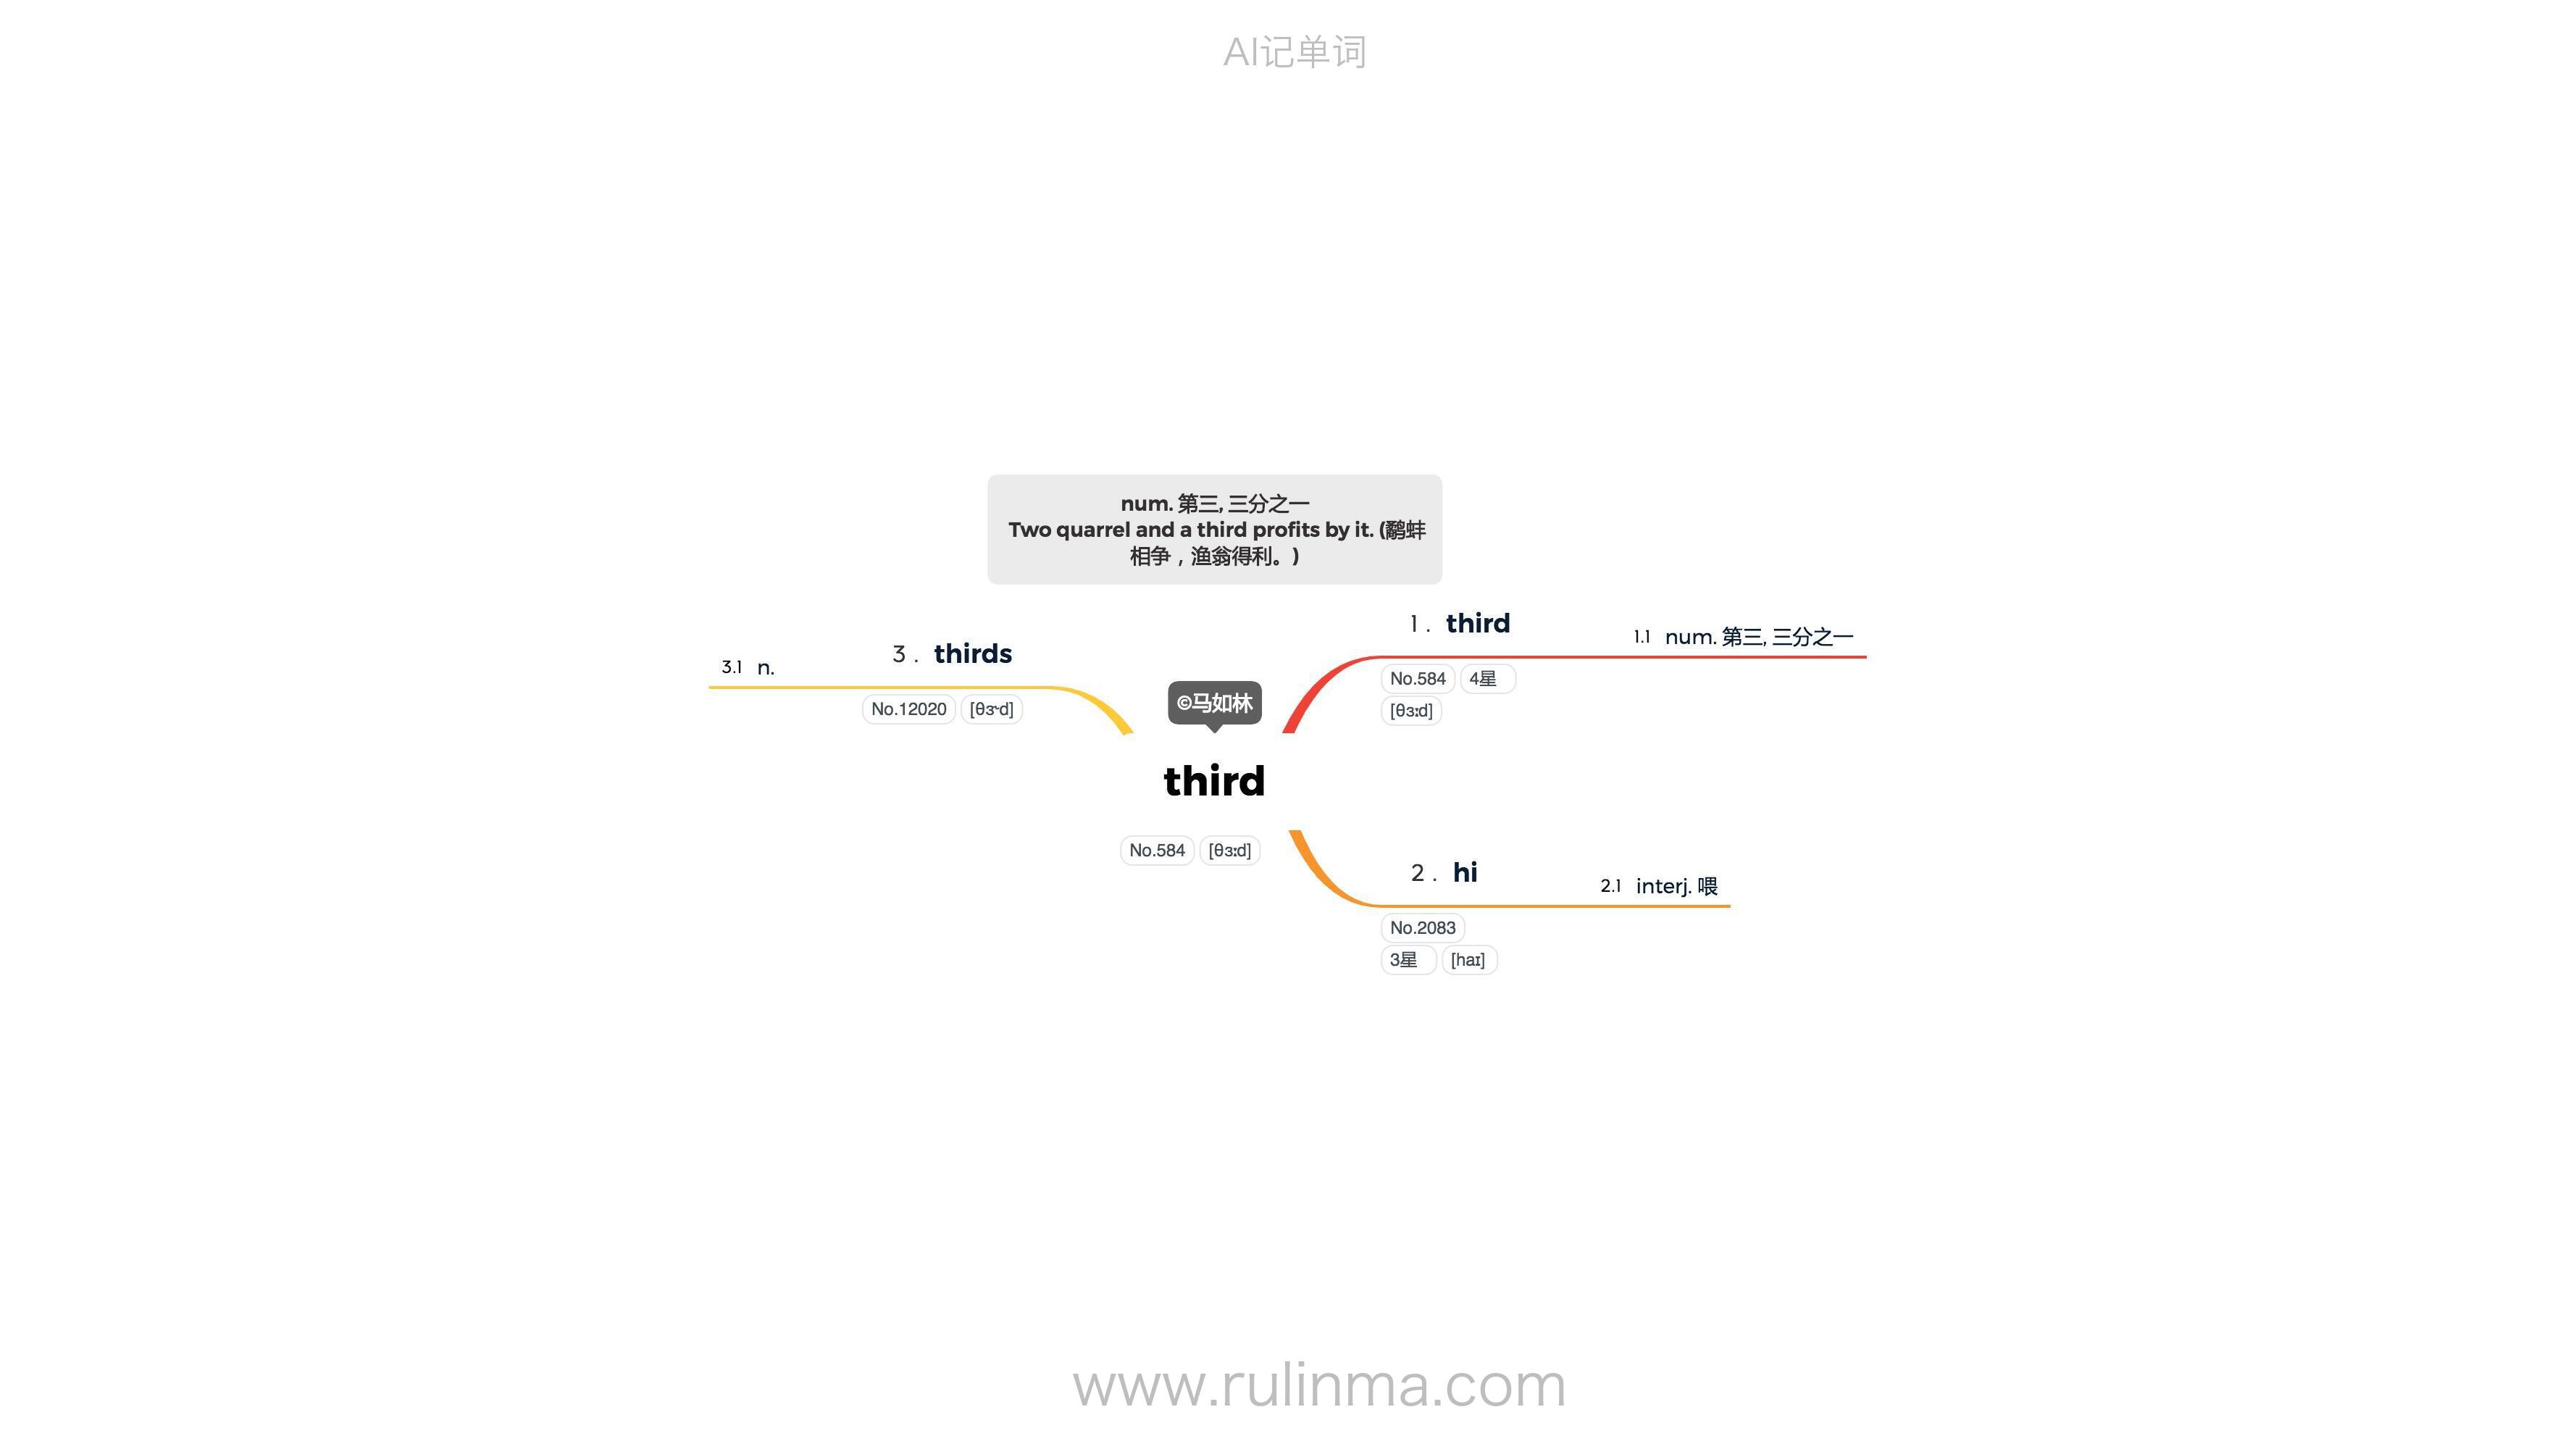 AI记单词
num. 第三, 三分之一
Two quarrel and a third profits by it. (鹬蚌
相争，渔翁得利。)
1. third
1.1 num. 第三, 三分之一
No.584 4星
[θɜːd]
3. thirds
3.1 n.
No.12020 [θɝd]
©马如林
third
No.584 [θɜːd]
2. hi
2.1 interj. 喂
No.2083
3星 [haɪ]
www.rulinma.com